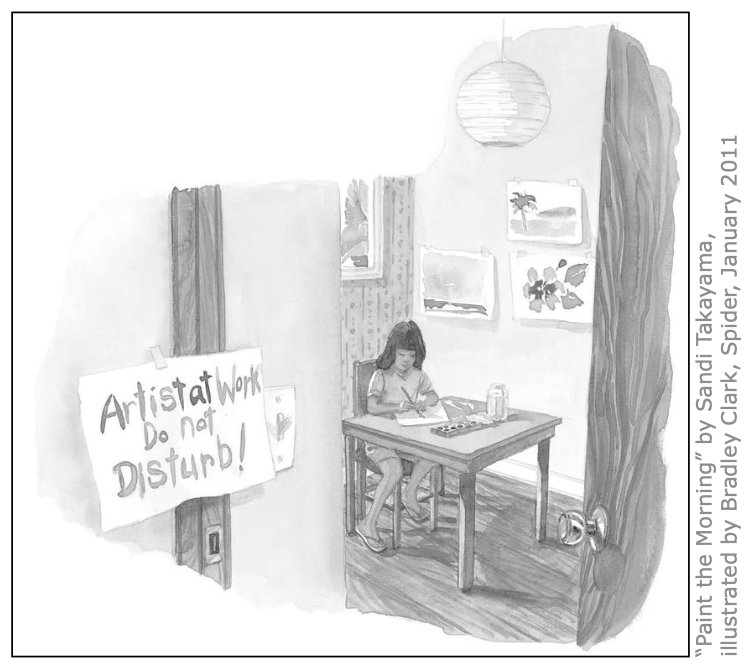 Artist at Work
Do not
Disturb!
"Paint the Morning" by Sandi Takayama,
illustrated by Bradley Clark, Spider, January 2011